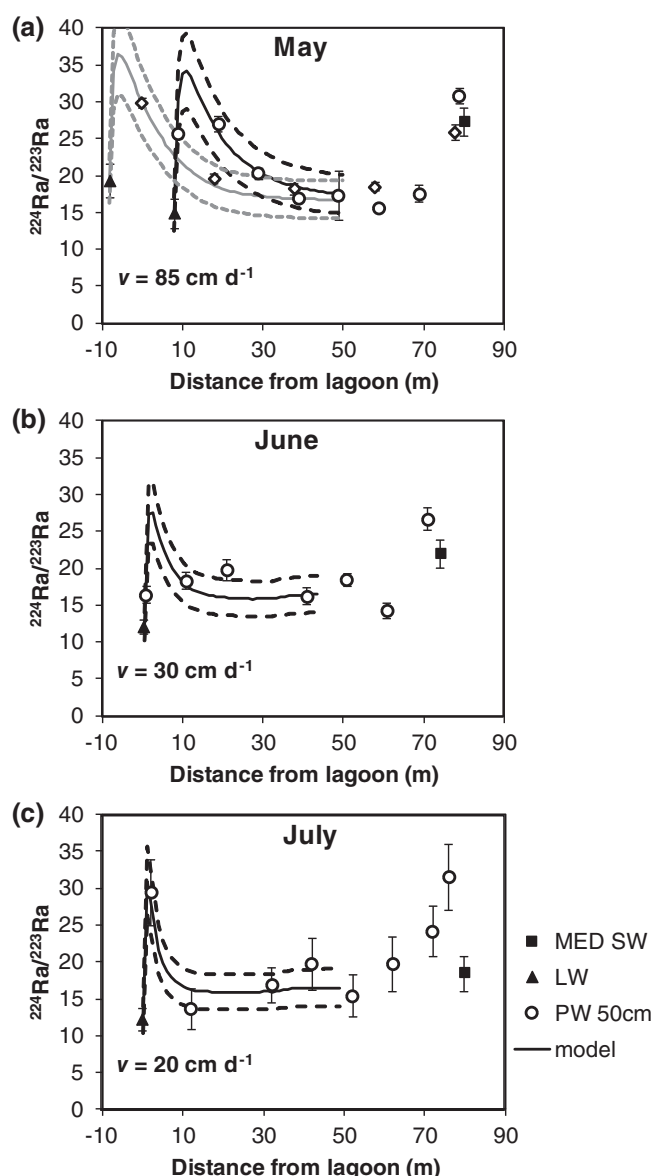 (a)
May
40
35
30
25
20
15
10
5
0
²²⁴Ra/²²³Ra
v = 85 cm d⁻¹
-10 10 30 50 70 90
Distance from lagoon (m)
(b)
June
40
35
30
25
20
15
10
5
0
²²⁴Ra/²²³Ra
v = 30 cm d⁻¹
-10 10 30 50 70 90
Distance from lagoon (m)
(c)
July
40
35
30
25
20
15
10
5
0
²²⁴Ra/²²³Ra
v = 20 cm d⁻¹
-10 10 30 50 70 90
Distance from lagoon (m)
MED SW
LW
PW 50cm
model